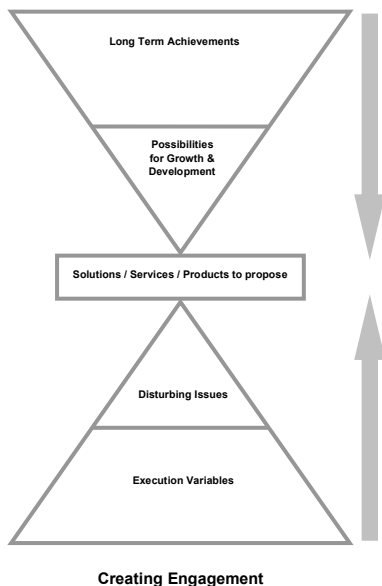 Long Term Achievements
Possibilities
for Growth &
Development
Solutions / Services / Products to propose
Disturbing Issues
Execution Variables
Creating Engagement